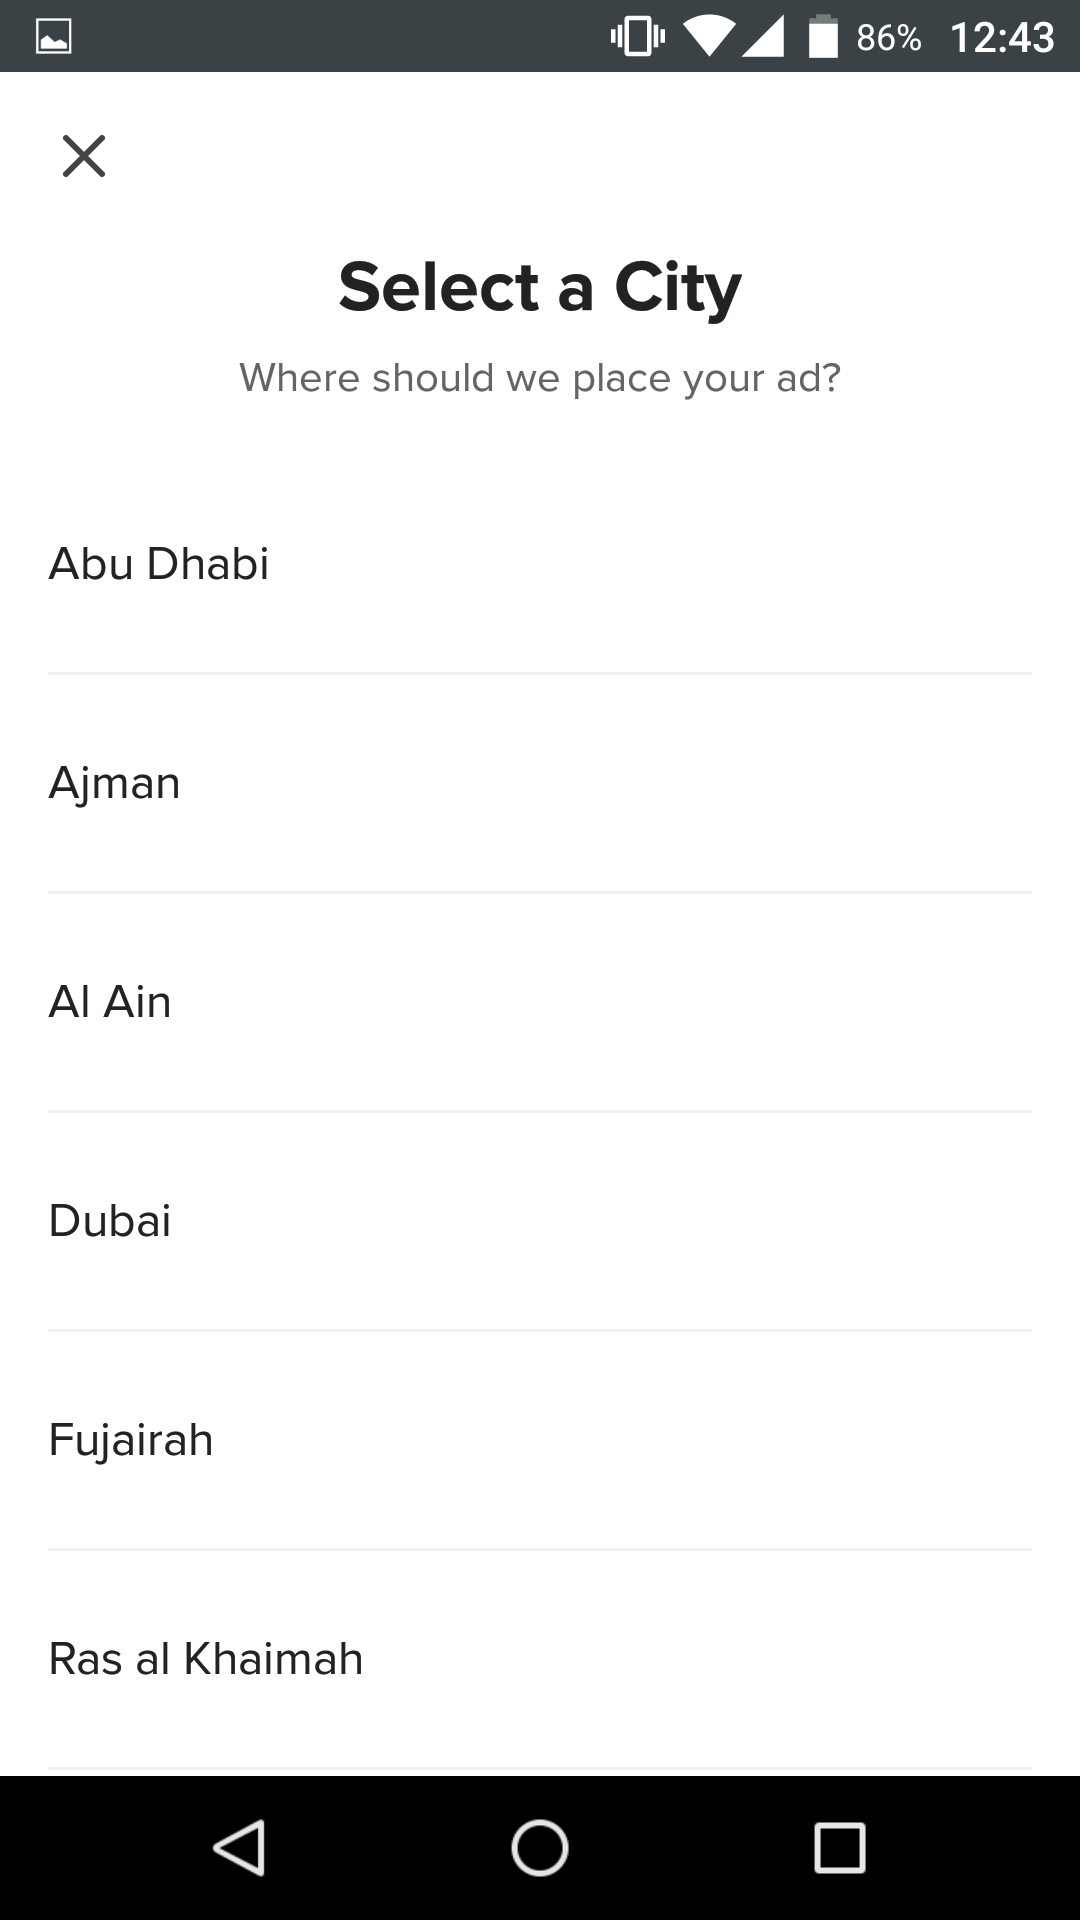 86% 12:43
Select a City
Where should we place your ad?
Abu Dhabi
Ajman
Al Ain
Dubai
Fujairah
Ras al Khaimah